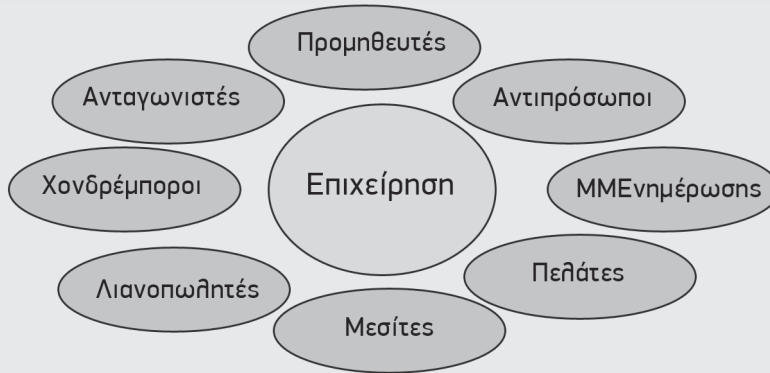 Προμηθευτές
Ανταγωνιστές
Αντιπρόσωποι
Χονδρέμποροι
Επιχείρηση
ΜΜΕνημέρωσης
Λιανοπωλητές
Πελάτες
Μεσίτες